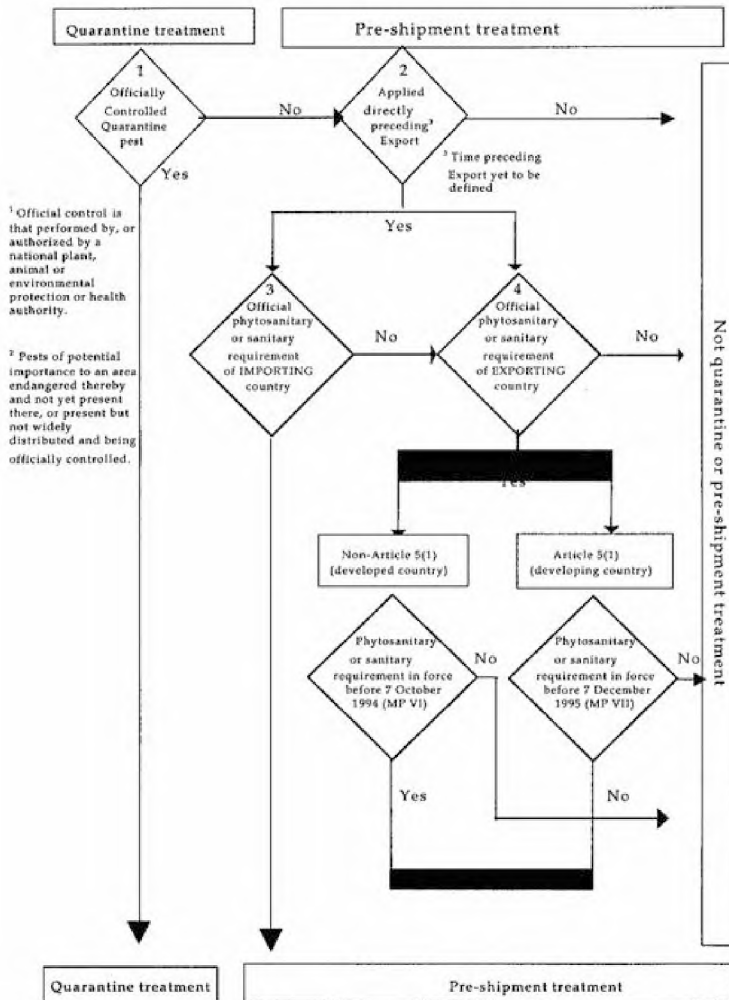 Quarantine treatment
Pre-shipment treatment
1
Officially
Controlled
Quarantine
pest
No
2
Applied
directly
preceding³
Export
No
³ Time preceding
Export yet to be
defined
Yes
¹ Official control is
that performed by, or
authorized by a
national plant,
animal or
environmental
protection or health
authority.
² Pests of potential
importance to an area
endangered thereby
and not yet present
there, or present but
not widely
distributed and being
officially controlled.
Yes
3
Official
phytosanitary
or sanitary
requirement
of IMPORTING
country
No
4
Official
phytosanitary
or sanitary
requirement
of EXPORTING
country
No
Yes
Non-Article 5(1)
(developed country)
Article 5(1)
(developing country)
Phytosanitary
or sanitary
requirement in force
before 7 October
1994 (MP VI)
No
Phytosanitary
or sanitary
requirement in force
before 7 December
1995 (MP VII)
No
Yes
No
Not quarantine or pre-shipment treatment
Quarantine treatment
Pre-shipment treatment